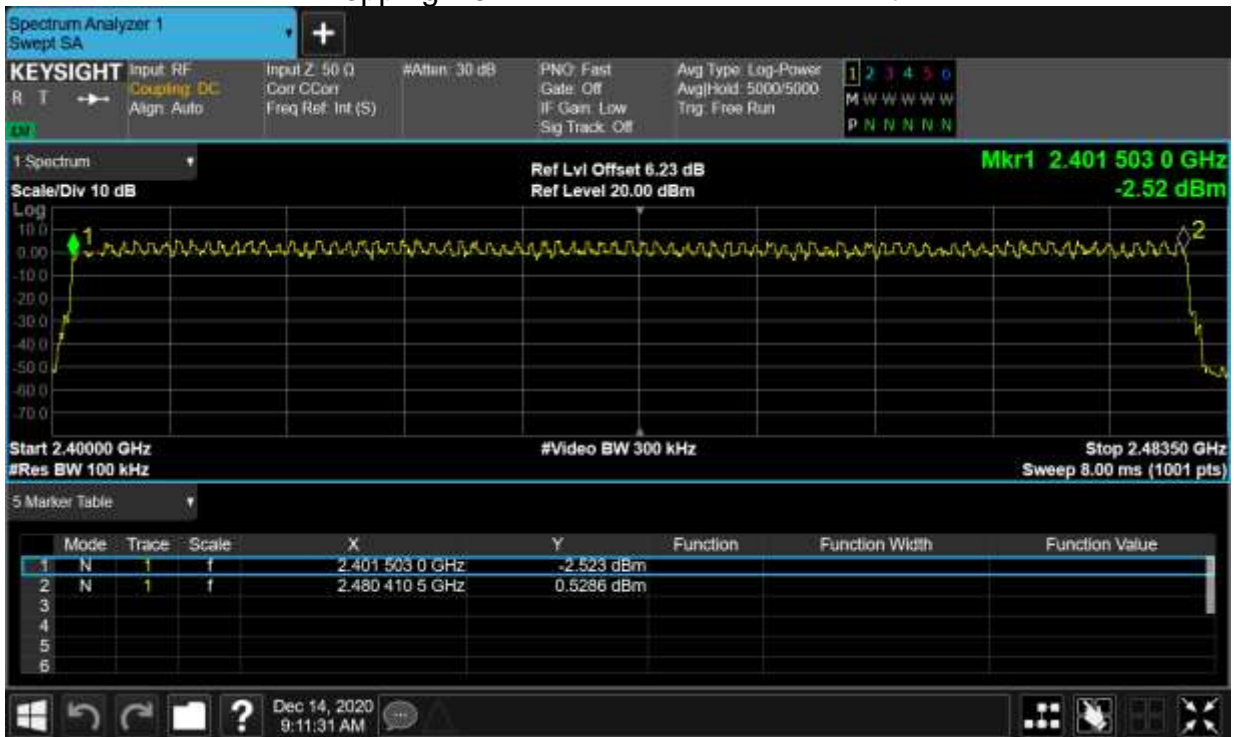 Spectrum Analyzer 1
Swept SA
+
KEYSIGHT Input: RF Input Z: 50 Ω #Atten: 30 dB PNO: Fast Avg Type: Log-Power 1 2 3 4 5 6
R T Coupling: DC Corr CCorr Gate: Off Avg|Hold: 5000/5000 M W W W W W
Align: Auto Freq Ref: Int (S) IF Gain: Low Trig: Free Run
Sig Track: Off P N N N N N
1 Spectrum Ref Lvl Offset 6.23 dB Mkr1 2.401 503 0 GHz
Scale/Div 10 dB Ref Level 20.00 dBm -2.52 dBm
Log
10.0
1
2
0.00
-10.0
-20.0
-30.0
-40.0
-50.0
-60.0
-70.0
Start 2.40000 GHz #Video BW 300 kHz Stop 2.48350 GHz
#Res BW 100 kHz Sweep 8.00 ms (1001 pts)
5 Marker Table
Mode Trace Scale X Y Function Function Width Function Value
1 N 1 f 2.401 503 0 GHz -2.523 dBm
2 N 1 f 2.480 410 5 GHz 0.5286 dBm
3
4
5
6
? Dec 14, 2020
9:11:31 AM